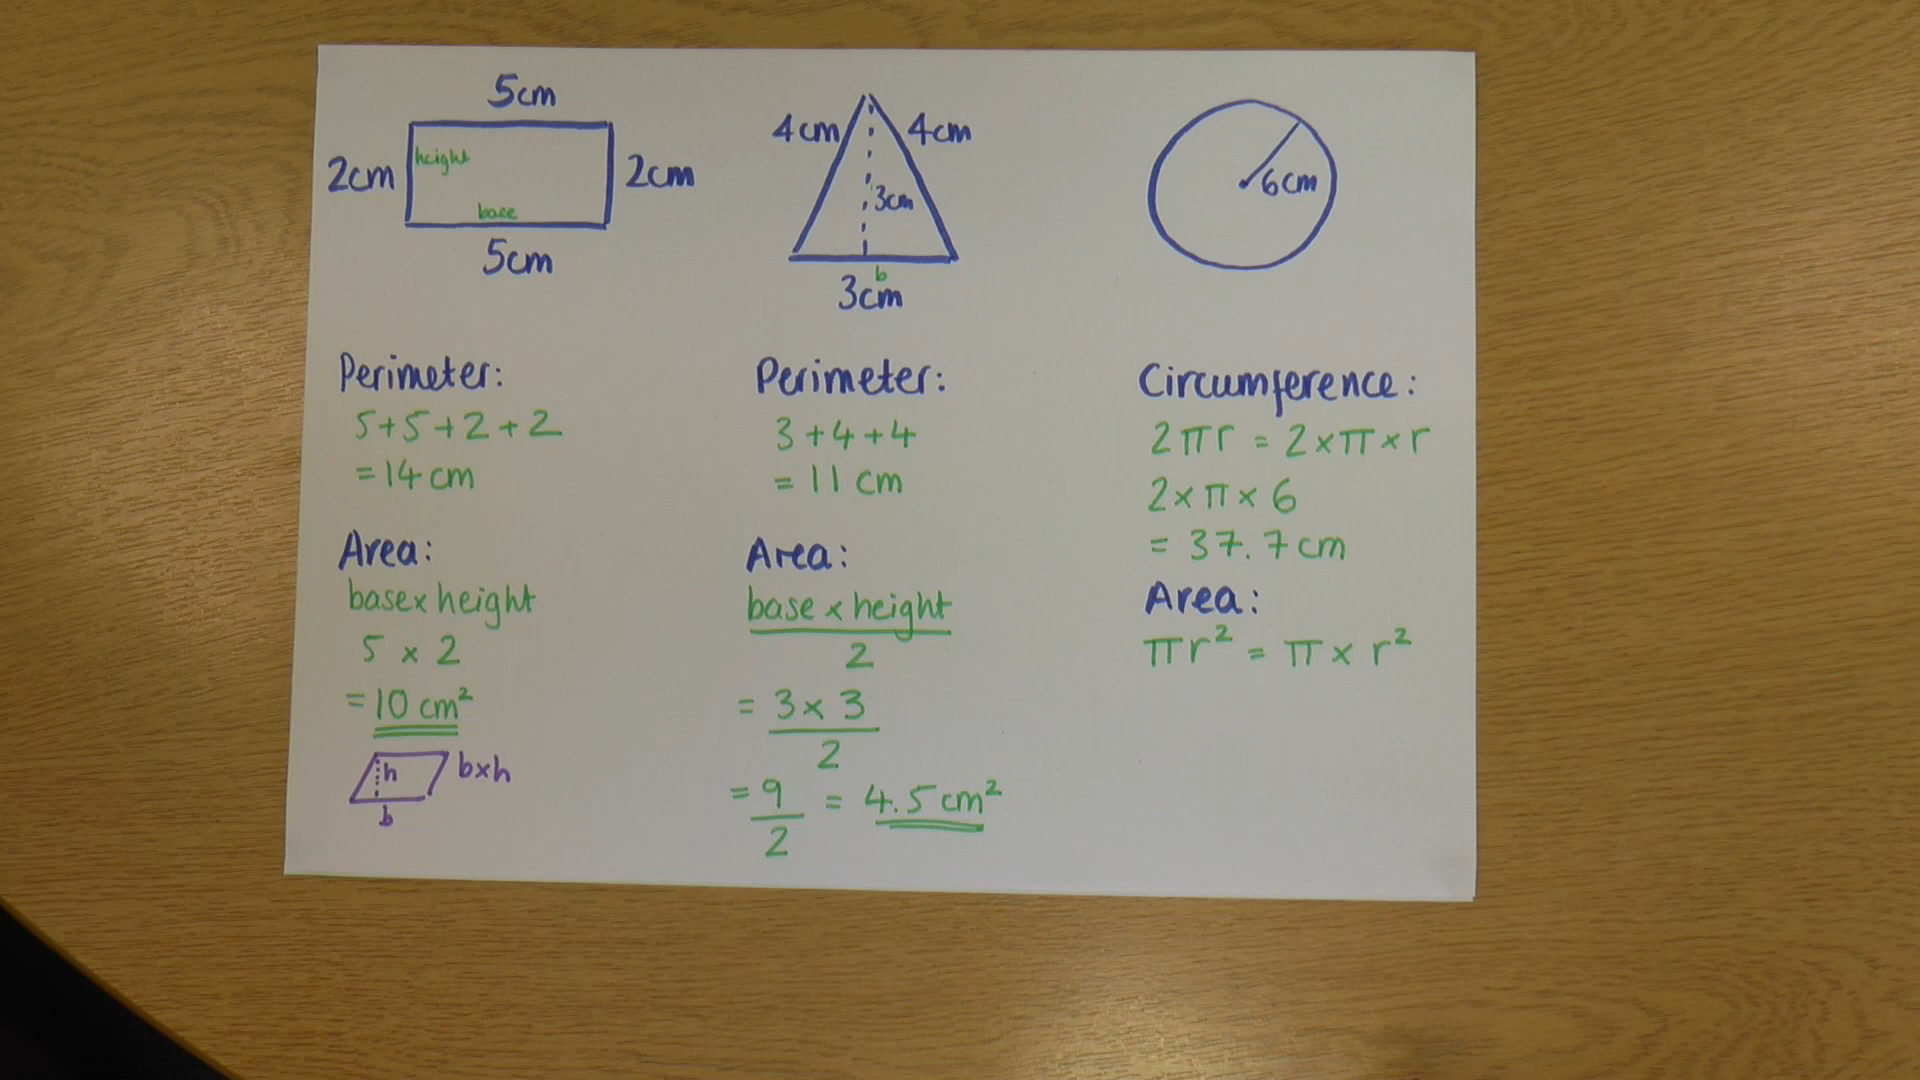 5cm
2cm
height
2cm
base
5cm
Perimeter:
5+5+2+2
=14 cm
Area:
base×height
5 × 2
=10 cm²
h
b×h
b
4cm
4cm
3cm
b
3cm
Perimeter:
3+4+4
= 11 cm
Area:
base × height
2
= 3 × 3
2
= 9 = 4.5 cm²
2
6cm
Circumference:
2πr = 2×π×r
2×π×6
= 37.7cm
Area:
πr² = π × r²